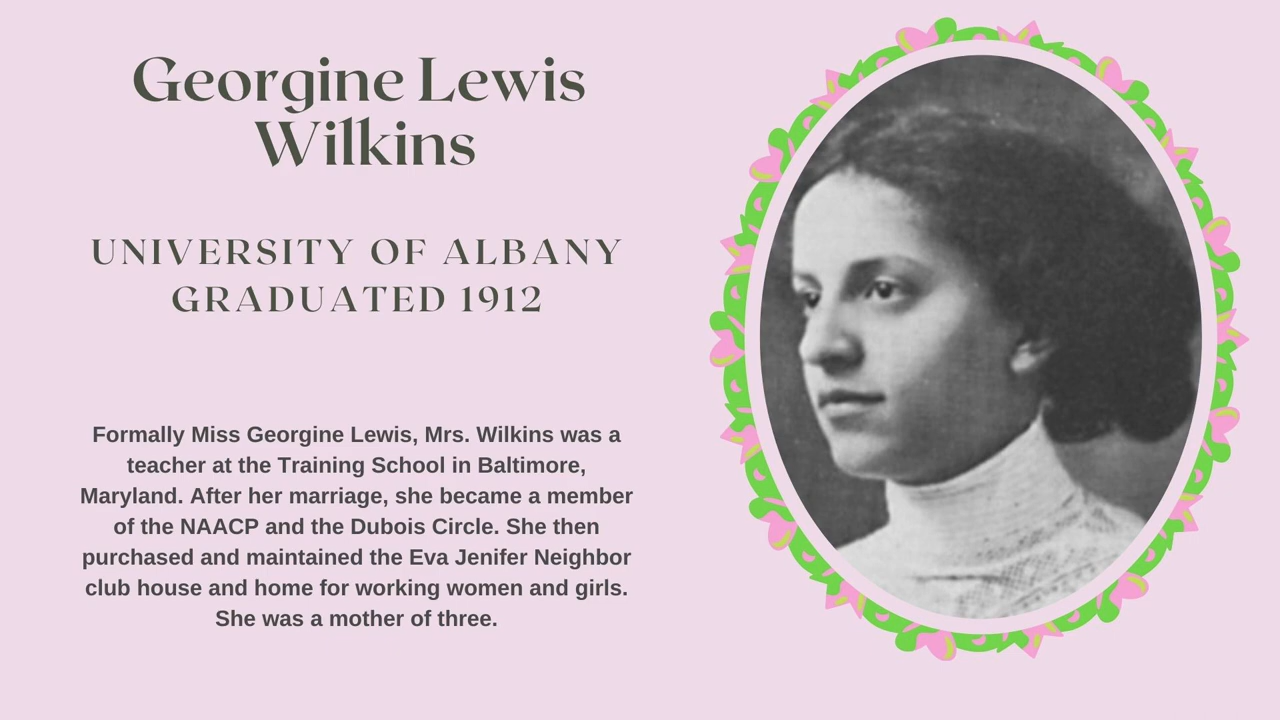 Georgine Lewis
Wilkins
UNIVERSITY OF ALBANY
GRADUATED 1912
Formally Miss Georgine Lewis, Mrs. Wilkins was a
teacher at the Training School in Baltimore,
Maryland. After her marriage, she became a member
of the NAACP and the Dubois Circle. She then
purchased and maintained the Eva Jenifer Neighbor
club house and home for working women and girls.
She was a mother of three.